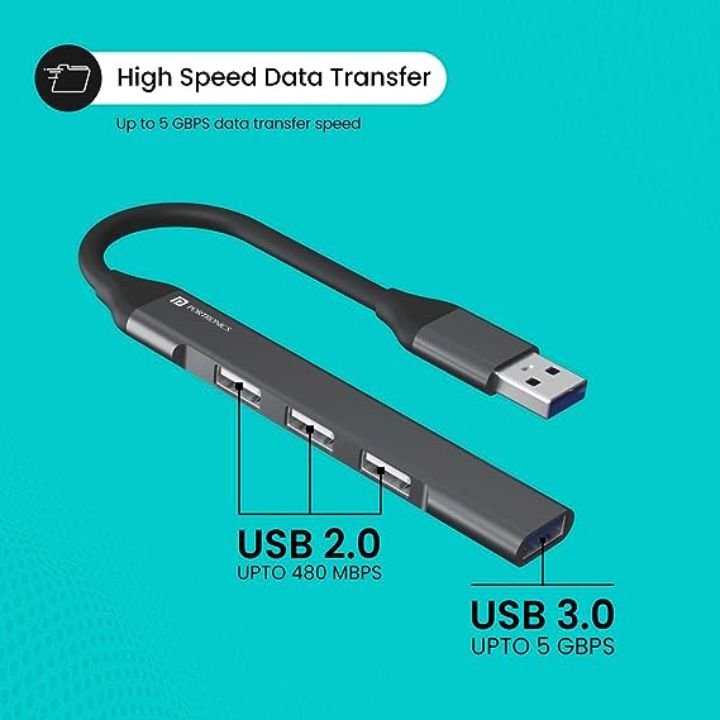 High Speed Data Transfer
Up to 5 GBPS data transfer speed
PORTRONICS
USB 2.0
UPTO 480 MBPS
USB 3.0
UPTO 5 GBPS